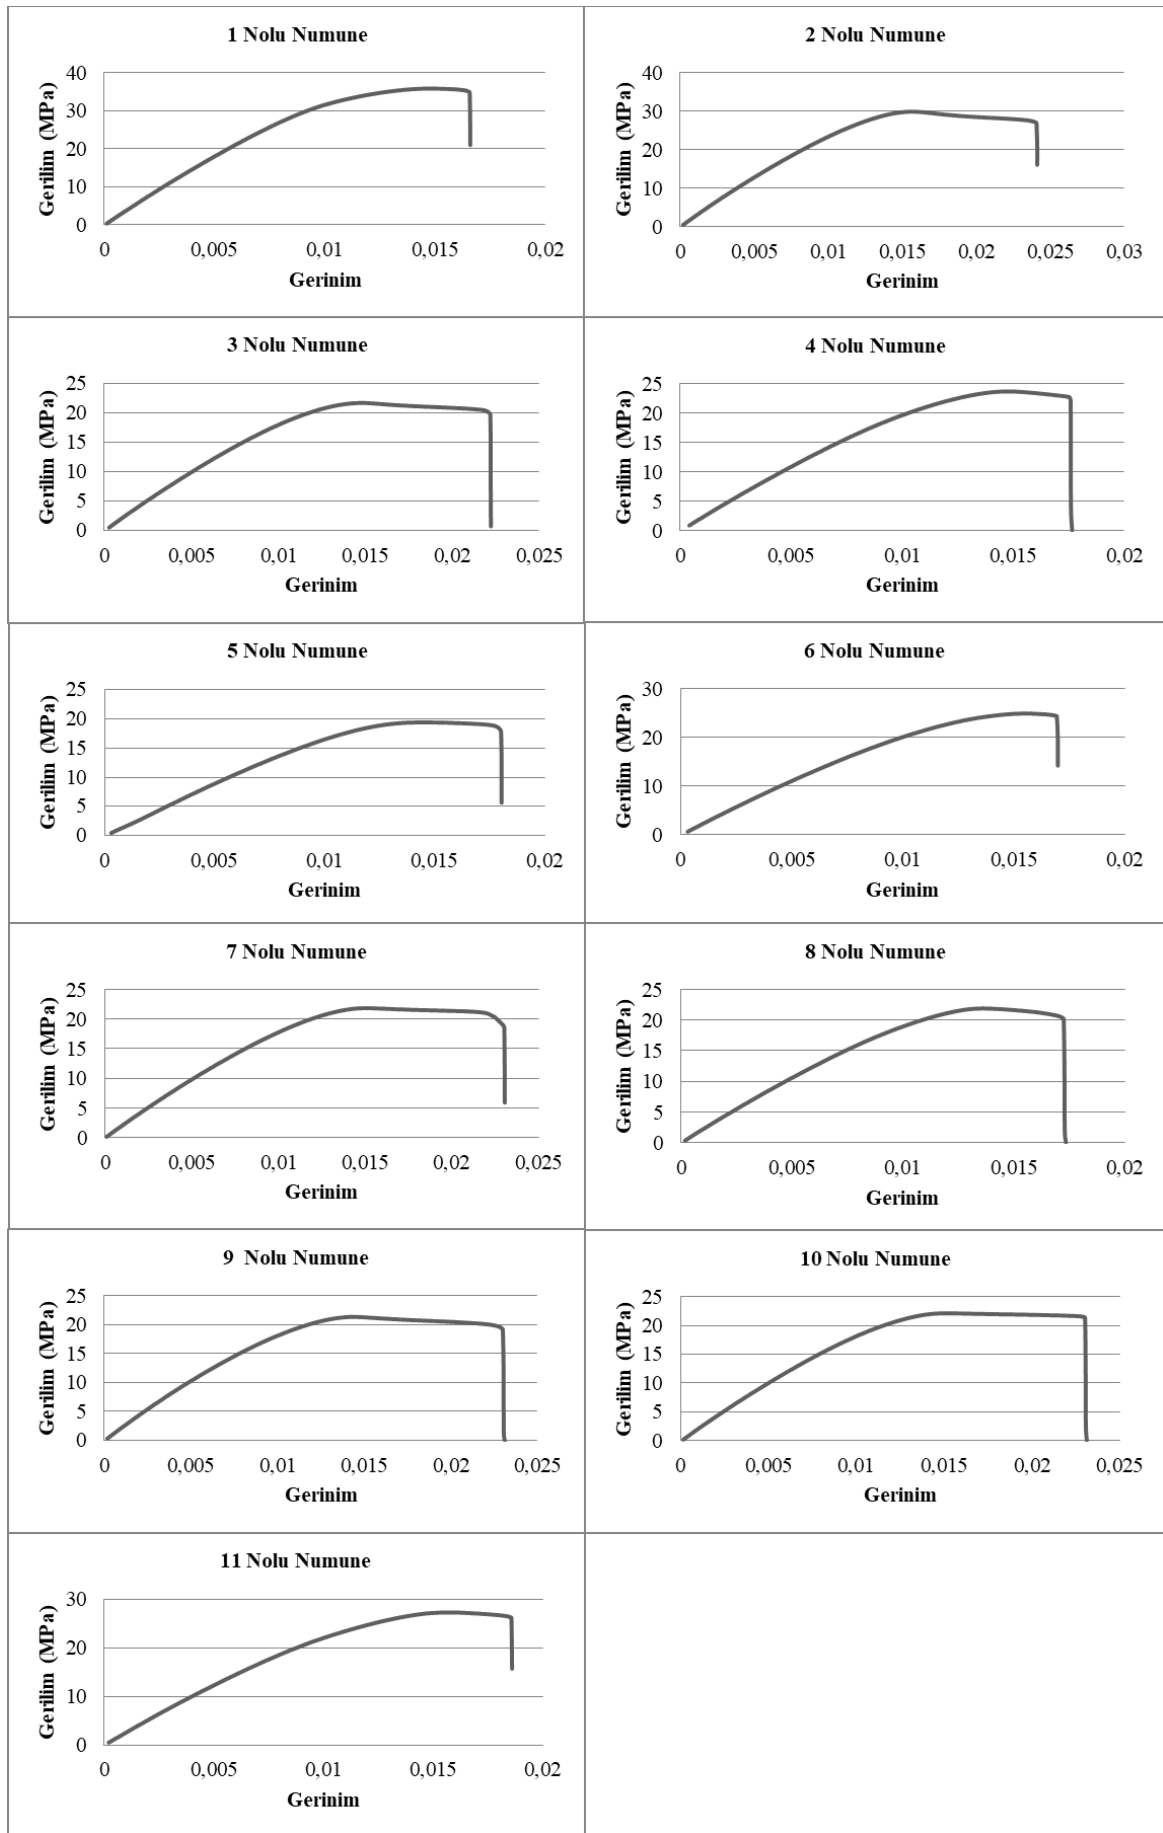 1 Nolu Numune
Gerilim (MPa)
40
30
20
10
0
0 0,005 0,01 0,015 0,02
Gerinim
2 Nolu Numune
Gerilim (MPa)
40
30
20
10
0
0 0,005 0,01 0,015 0,02 0,025 0,03
Gerinim
3 Nolu Numune
Gerilim (MPa)
25
20
15
10
5
0
0 0,005 0,01 0,015 0,02 0,025
Gerinim
4 Nolu Numune
Gerilim (MPa)
25
20
15
10
5
0
0 0,005 0,01 0,015 0,02
Gerinim
5 Nolu Numune
Gerilim (MPa)
25
20
15
10
5
0
0 0,005 0,01 0,015 0,02
Gerinim
6 Nolu Numune
Gerilim (MPa)
30
20
10
0
0 0,005 0,01 0,015 0,02
Gerinim
7 Nolu Numune
Gerilim (MPa)
25
20
15
10
5
0
0 0,005 0,01 0,015 0,02 0,025
Gerinim
8 Nolu Numune
Gerilim (MPa)
25
20
15
10
5
0
0 0,005 0,01 0,015 0,02
Gerinim
9 Nolu Numune
Gerilim (MPa)
25
20
15
10
5
0
0 0,005 0,01 0,015 0,02 0,025
Gerinim
10 Nolu Numune
Gerilim (MPa)
25
20
15
10
5
0
0 0,005 0,01 0,015 0,02 0,025
Gerinim
11 Nolu Numune
Gerilim (MPa)
30
20
10
0
0 0,005 0,01 0,015 0,02
Gerinim